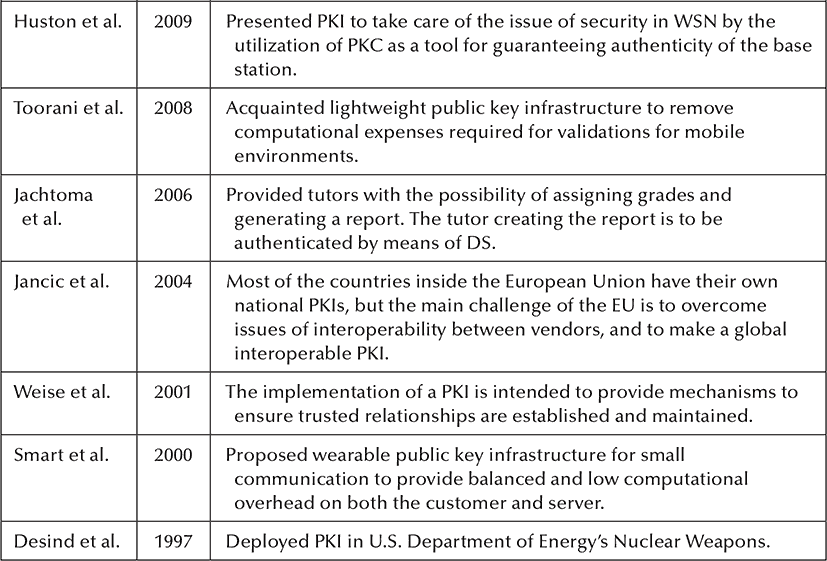 Huston et al. 2009 Presented PKI to take care of the issue of security in WSN by the
utilization of PKC as a tool for guaranteeing authenticity of the base
station.
Toorani et al. 2008 Acquainted lightweight public key infrastructure to remove
computational expenses required for validations for mobile
environments.
Jachtoma 2006 Provided tutors with the possibility of assigning grades and
et al. generating a report. The tutor creating the report is to be
authenticated by means of DS.
Jancic et al. 2004 Most of the countries inside the European Union have their own
national PKIs, but the main challenge of the EU is to overcome
issues of interoperability between vendors, and to make a global
interoperable PKI.
Weise et al. 2001 The implementation of a PKI is intended to provide mechanisms to
ensure trusted relationships are established and maintained.
Smart et al. 2000 Proposed wearable public key infrastructure for small
communication to provide balanced and low computational
overhead on both the customer and server.
Desind et al. 1997 Deployed PKI in U.S. Department of Energy's Nuclear Weapons.